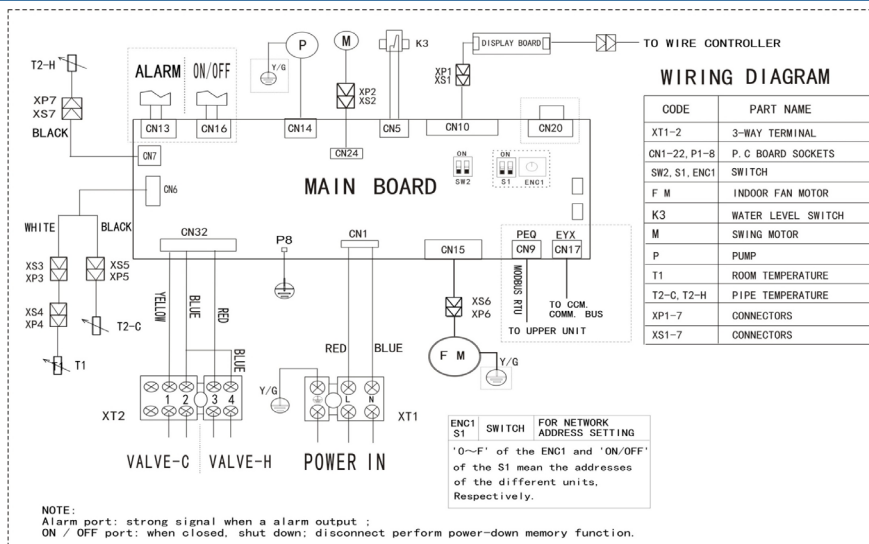 T2-H
ALARM
ON/OFF
Y/G
P
M
K3
DISPLAY BOARD
TO WIRE CONTROLLER
XP1
XS1
XP2
XS2
XP7
XS7
BLACK
CN13
CN16
CN14
CN5
CN10
CN20
CN24
CN7
CN6
MAIN BOARD
ON
SW2
ON
S1
ENC1
WIRING DIAGRAM
CODE PART NAME
XT1-2 3-WAY TERMINAL
CN1-22, P1-8 P.C BOARD SOCKETS
SW2, S1, ENC1 SWITCH
F M INDOOR FAN MOTOR
K3 WATER LEVEL SWITCH
M SWING MOTOR
P PUMP
T1 ROOM TEMPERATURE
T2-C, T2-H PIPE TEMPERATURE
XP1-7 CONNECTORS
XS1-7 CONNECTORS
WHITE
BLACK
CN32
P8
CN1
CN15
PEQ
CN9
EYX
CN17
XS3
XP3
XS5
XP5
XS4
XP4
T2-C
T1
YELLOW
BLUE
RED
BLUE
RED
BLUE
XS6
XP6
MODBUS RTU
TO CCM.
COMM. BUS
TO UPPER UNIT
F M
Y/G
Y/G
1 2 3 4
XT2
L N
XT1
VALVE-C
VALVE-H
POWER IN
ENC1
S1
SWITCH
FOR NETWORK
ADDRESS SETTING
'0~F' of the ENC1 and 'ON/OFF'
of the S1 mean the addresses
of the different units,
Respectively.
NOTE:
Alarm port: strong signal when a alarm output ;
ON / OFF port: when closed, shut down; disconnect perform power-down memory function.